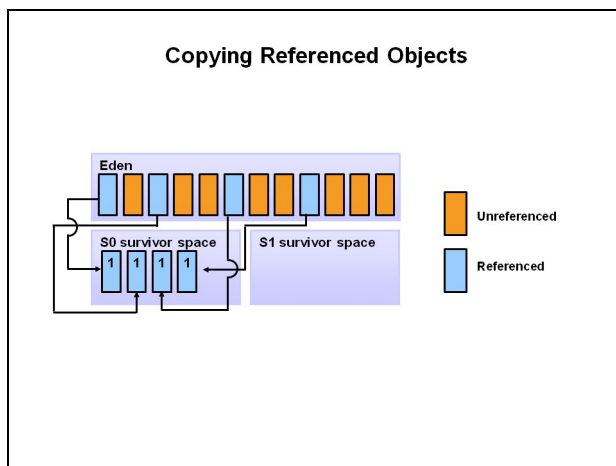 Copying Referenced Objects
Eden
S0 survivor space
S1 survivor space
1 1 1 1
Unreferenced
Referenced